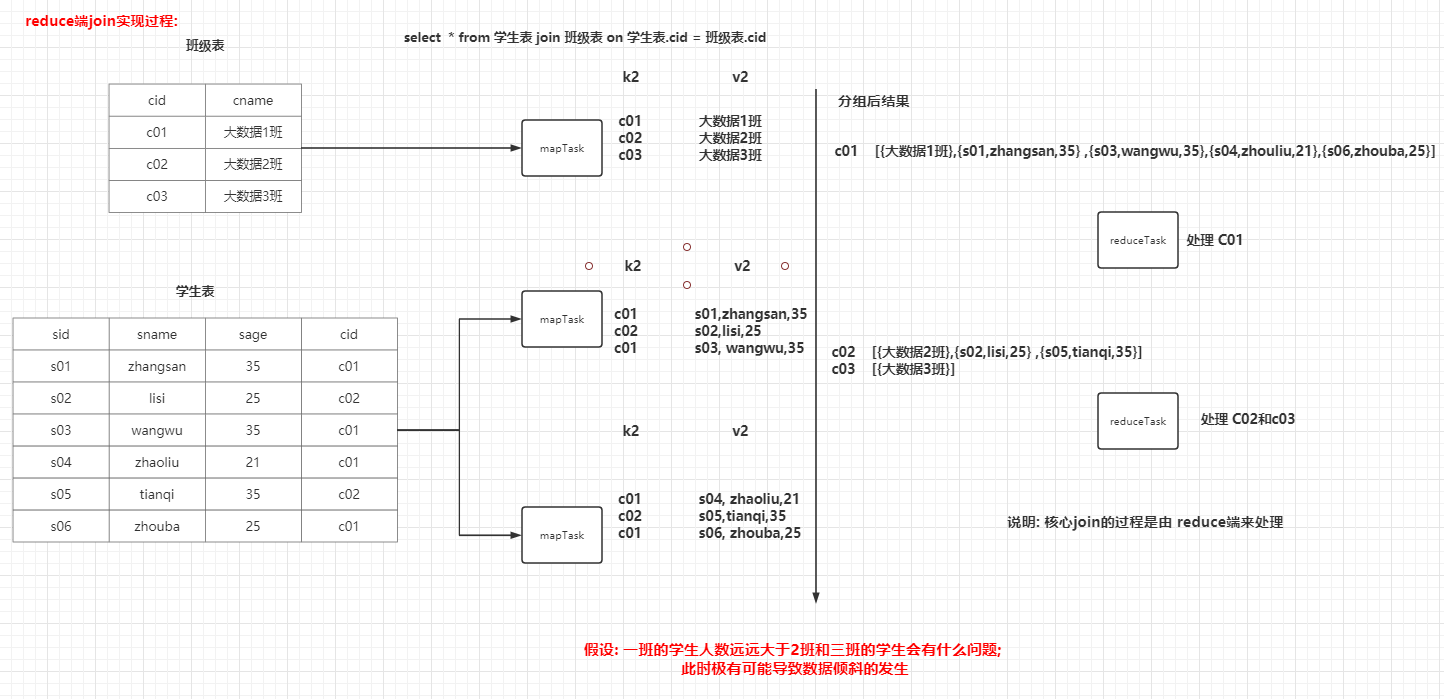 reduce端join实现过程:
班级表
select * from 学生表 join 班级表 on 学生表.cid = 班级表.cid
cid cname
c01 大数据1班
c02 大数据2班
c03 大数据3班
mapTask
k2 v2
c01 大数据1班
c02 大数据2班
c03 大数据3班
学生表
sid sname sage cid
s01 zhangsan 35 c01
s02 lisi 25 c02
s03 wangwu 35 c01
s04 zhaoliu 21 c01
s05 tianqi 35 c02
s06 zhouba 25 c01
mapTask
k2 v2
c01 s01,zhangsan,35
c02 s02,lisi,25
c01 s03, wangwu,35
mapTask
k2 v2
c01 s04, zhaoliu,21
c02 s05,tianqi,35
c01 s06, zhouba,25
分组后结果
c01 [{大数据1班},{s01,zhangsan,35} ,{s03,wangwu,35},{s04,zhouliu,21},{s06,zhouba,25}]
reduceTask 处理 C01
c02 [{大数据2班},{s02,lisi,25} ,{s05,tianqi,35}]
c03 [{大数据3班}]
reduceTask 处理 C02和c03
说明: 核心join的过程是由 reduce端来处理
假设: 一班的学生人数远远大于2班和三班的学生会有什么问题;
此时极有可能导致数据倾斜的发生